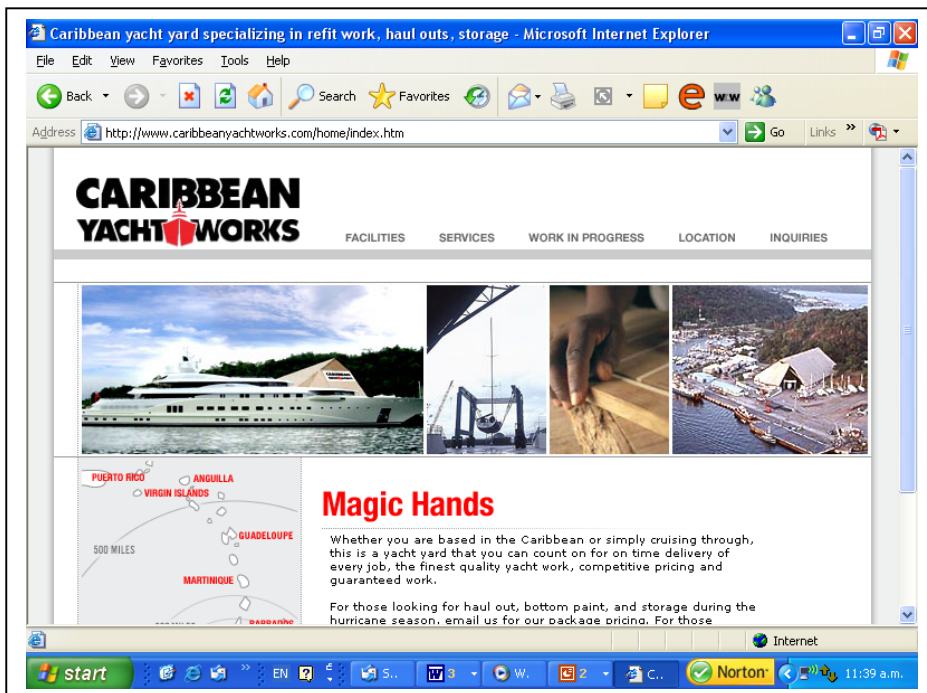 Caribbean yacht yard specializing in refit work, haul outs, storage - Microsoft Internet Explorer
File Edit View Favorites Tools Help
Back Search Favorites W:W
Address http://www.caribbeanyachtworks.com/home/index.htm Go Links »
CARIBBEAN
YACHT WORKS
FACILITIES SERVICES WORK IN PROGRESS LOCATION INQUIRIES
CARIBBEAN
PUERTO RICO ANGUILLA
VIRGIN ISLANDS
GUADELOUPE
500 MILES
MARTINIQUE
BARBADOS
Magic Hands
Whether you are based in the Caribbean or simply cruising through,
this is a yacht yard that you can count on for on time delivery of
every job, the finest quality yacht work, competitive pricing and
guaranteed work.
For those looking for haul out, bottom paint, and storage during the
hurricane season, email us for our package pricing. For those
Internet
start » EN S.. 3 W. 2 C.. Norton 11:39 a.m.